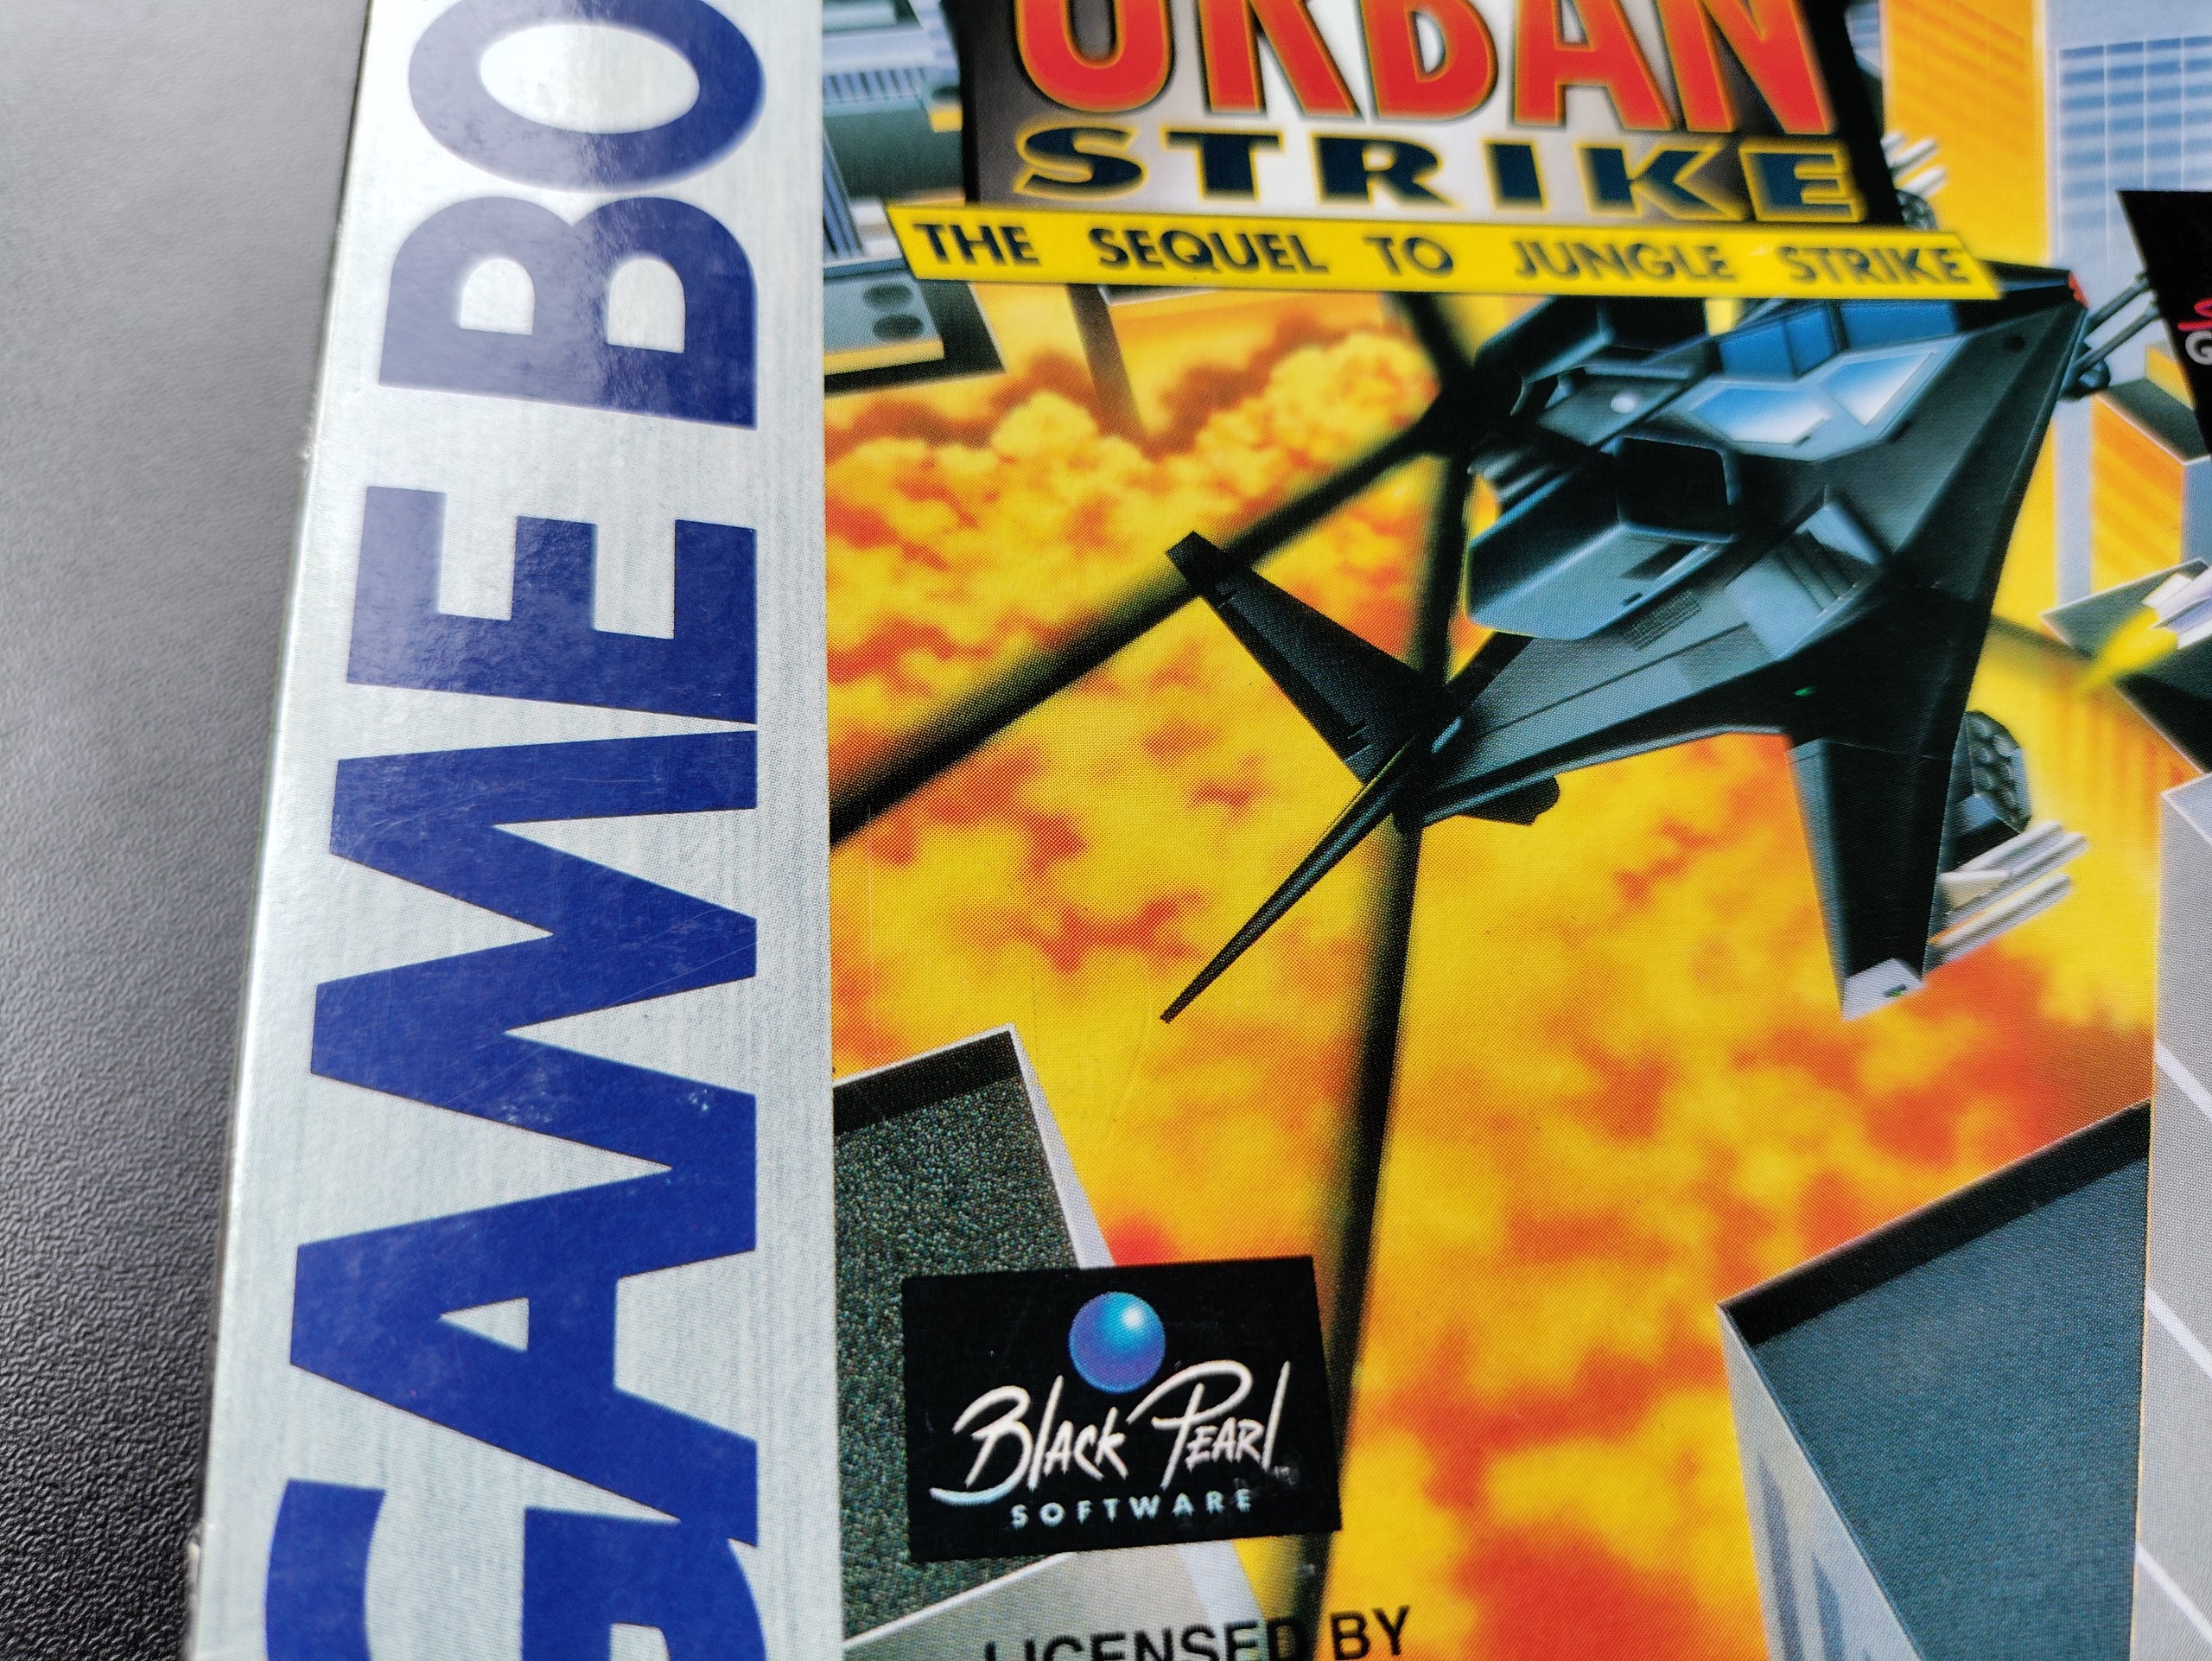 GAME BO
URBAN
STRIKE
THE SEQUEL TO JUNGLE STRIKE
BLACK PEARL
SOFTWARE
LICENSED BY